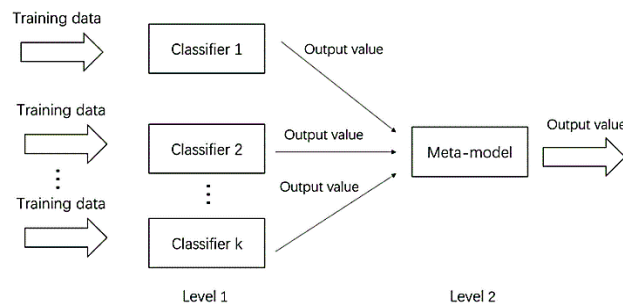 Training data
Classifier 1
Output value
Training data
Classifier 2
Output value
Meta-model
Output value
Training data
Output value
Classifier k
Level 1
Level 2